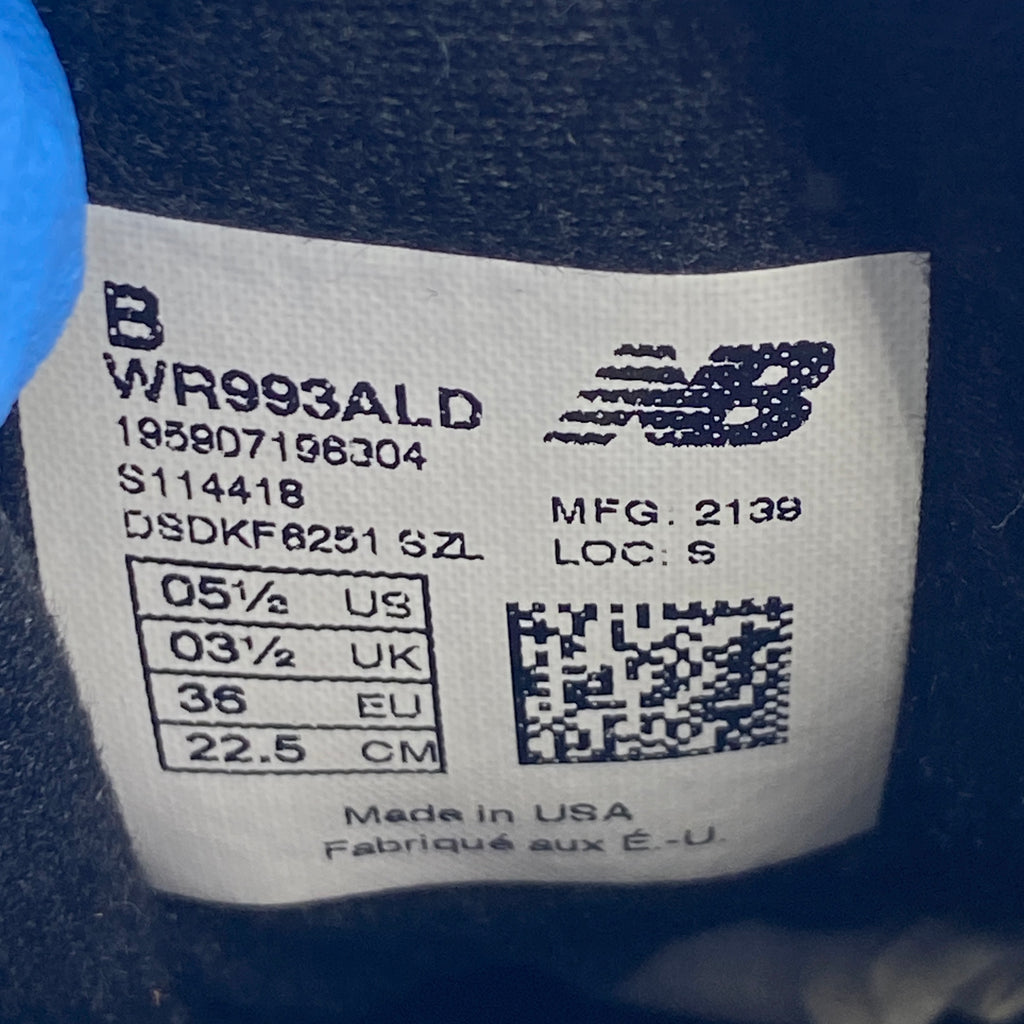 B
WR993ALD
195907196304
S114418
DSDKF6251 SZL
NB
MFG. 2139
LOC: S
05½ US
03½ UK
36 EU
22.5 CM
Made in USA
Fabriqué aux É.-U.